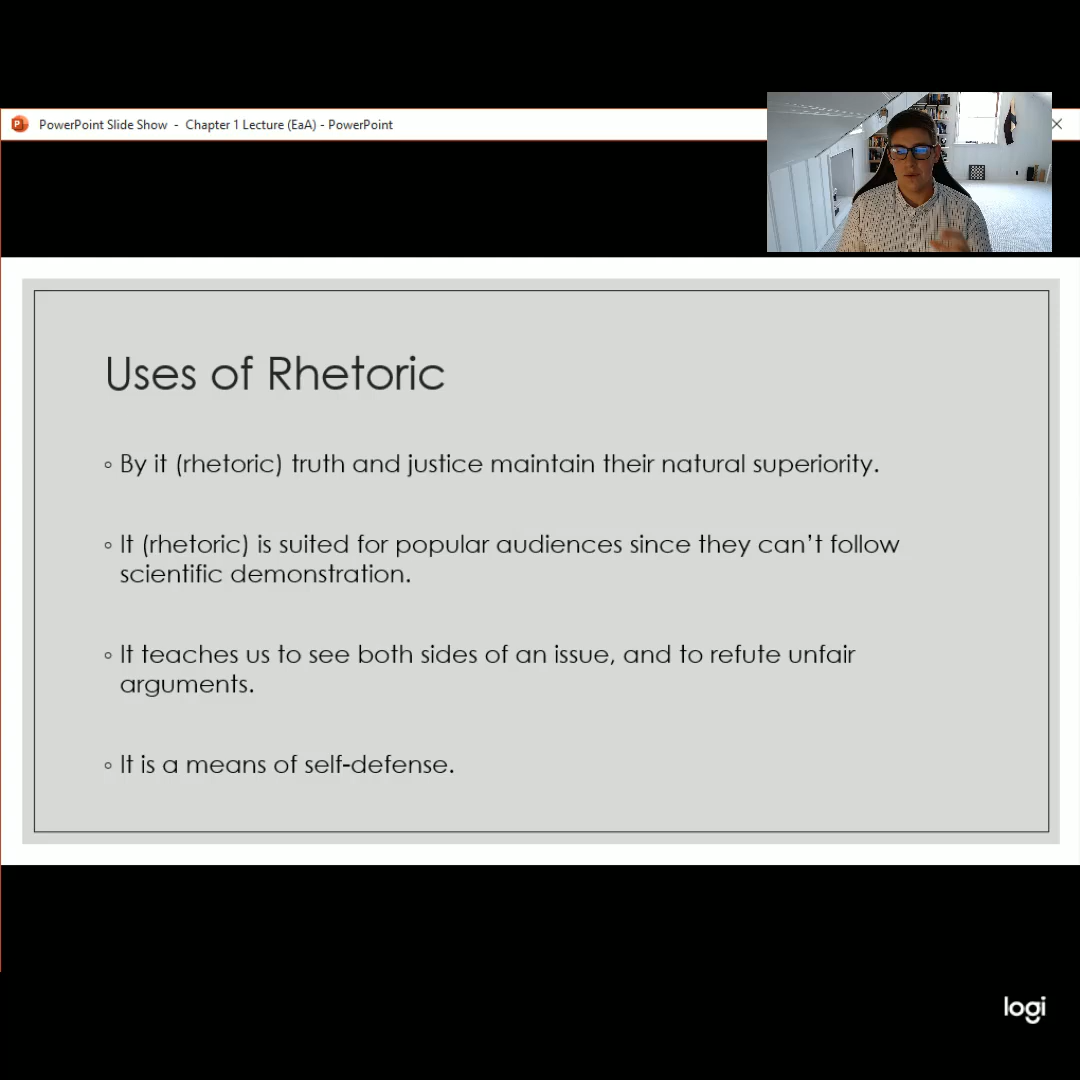 PowerPoint Slide Show - Chapter 1 Lecture (EaA) - PowerPoint
Uses of Rhetoric
◦ By it (rhetoric) truth and justice maintain their natural superiority.
◦ It (rhetoric) is suited for popular audiences since they can't follow
scientific demonstration.
◦ It teaches us to see both sides of an issue, and to refute unfair
arguments.
◦ It is a means of self-defense.
logi